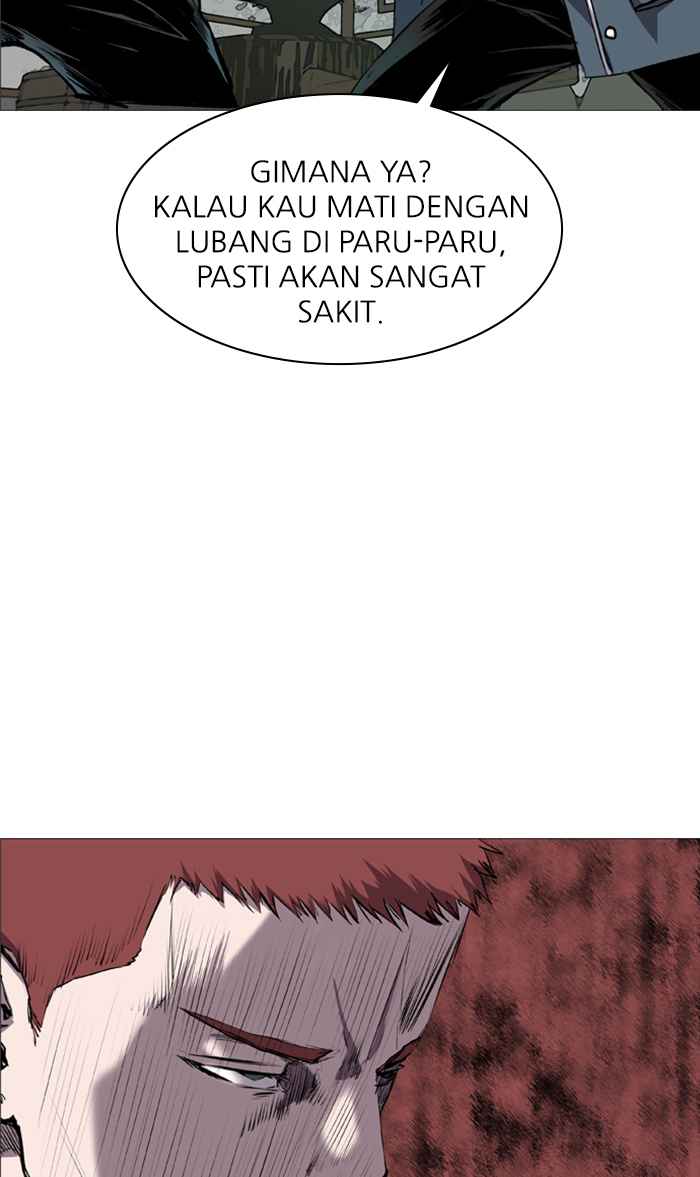 GIMANA YA?
KALAU KAU MATI DENGAN
LUBANG DI PARU-PARU,
PASTI AKAN SANGAT
SAKIT.